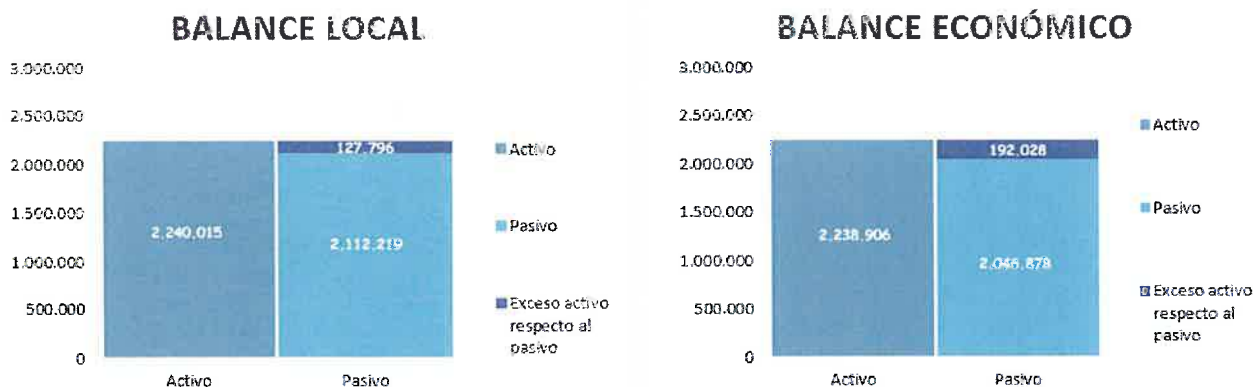 BALANCE LOCAL
3.000.000
2.500.000
2.000.000
1.500.000
1.000.000
500.000
0
127.796
2.240.015
2.112.219
Activo
Pasivo
Activo
Pasivo
Exceso activo
respecto al
pasivo
BALANCE ECONÓMICO
3.000.000
2.500.000
2.000.000
1.500.000
1.000.000
500.000
0
192.028
2.238.906
2.046.878
Activo
Pasivo
Activo
Pasivo
Exceso activo
respecto al
pasivo